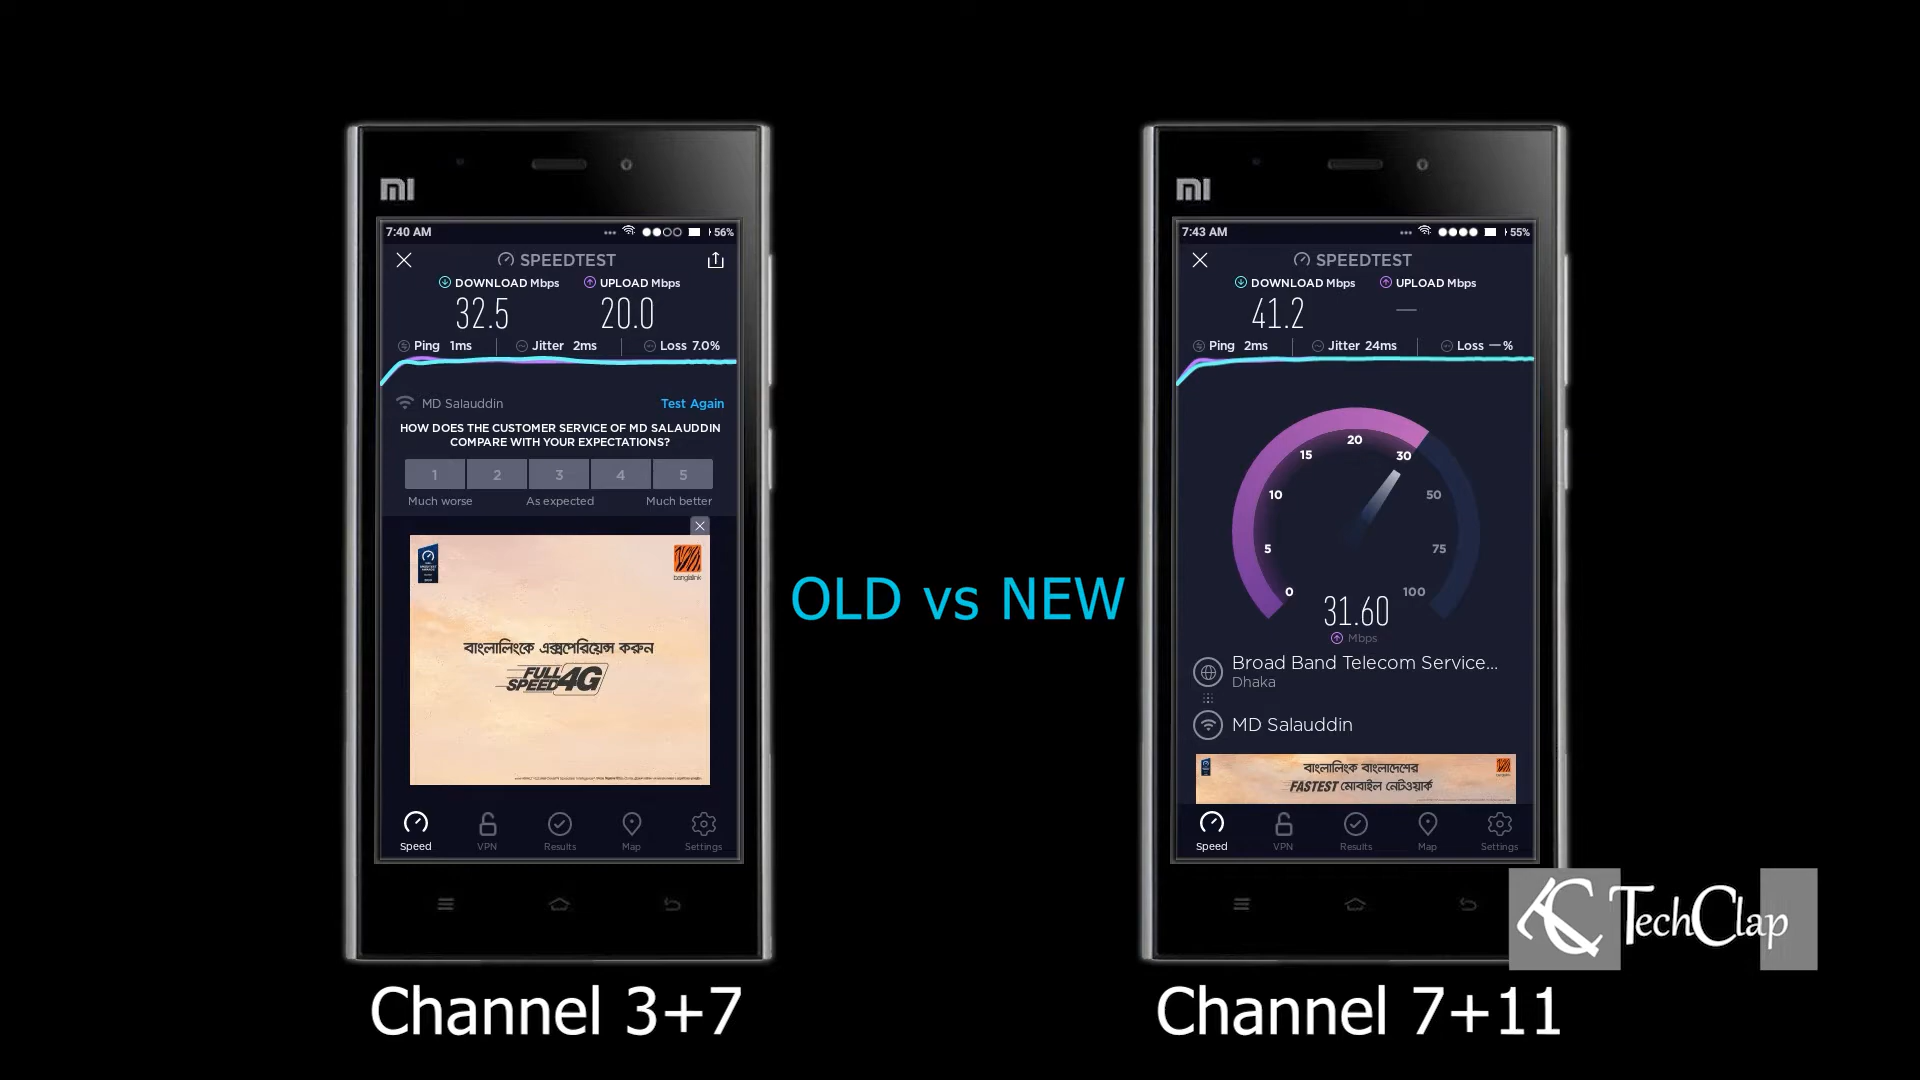 mi
7:40 AM
56%
SPEEDTEST
DOWNLOAD Mbps UPLOAD Mbps
32.5 20.0
Ping 1ms Jitter 2ms Loss 7.0%
MD Salauddin Test Again
HOW DOES THE CUSTOMER SERVICE OF MD SALAUDDIN
COMPARE WITH YOUR EXPECTATIONS?
1 2 3 4 5
Much worse As expected Much better
banglalink
বাংলালিংকে এক্সপেরিয়েন্স করুন
FULL
SPEED 4G
Speed VPN Results Map Settings
Channel 3+7
OLD vs NEW
mi
7:43 AM
55%
SPEEDTEST
DOWNLOAD Mbps UPLOAD Mbps
41.2 —
Ping 2ms Jitter 24ms Loss — %
0 5 10 15 20 30 50 75 100
31.60
Mbps
Broad Band Telecom Service...
Dhaka
MD Salauddin
বাংলালিংক বাংলাদেশের
FASTEST মোবাইল নেটওয়ার্ক
Speed VPN Results Map Settings
Channel 7+11
TechClap